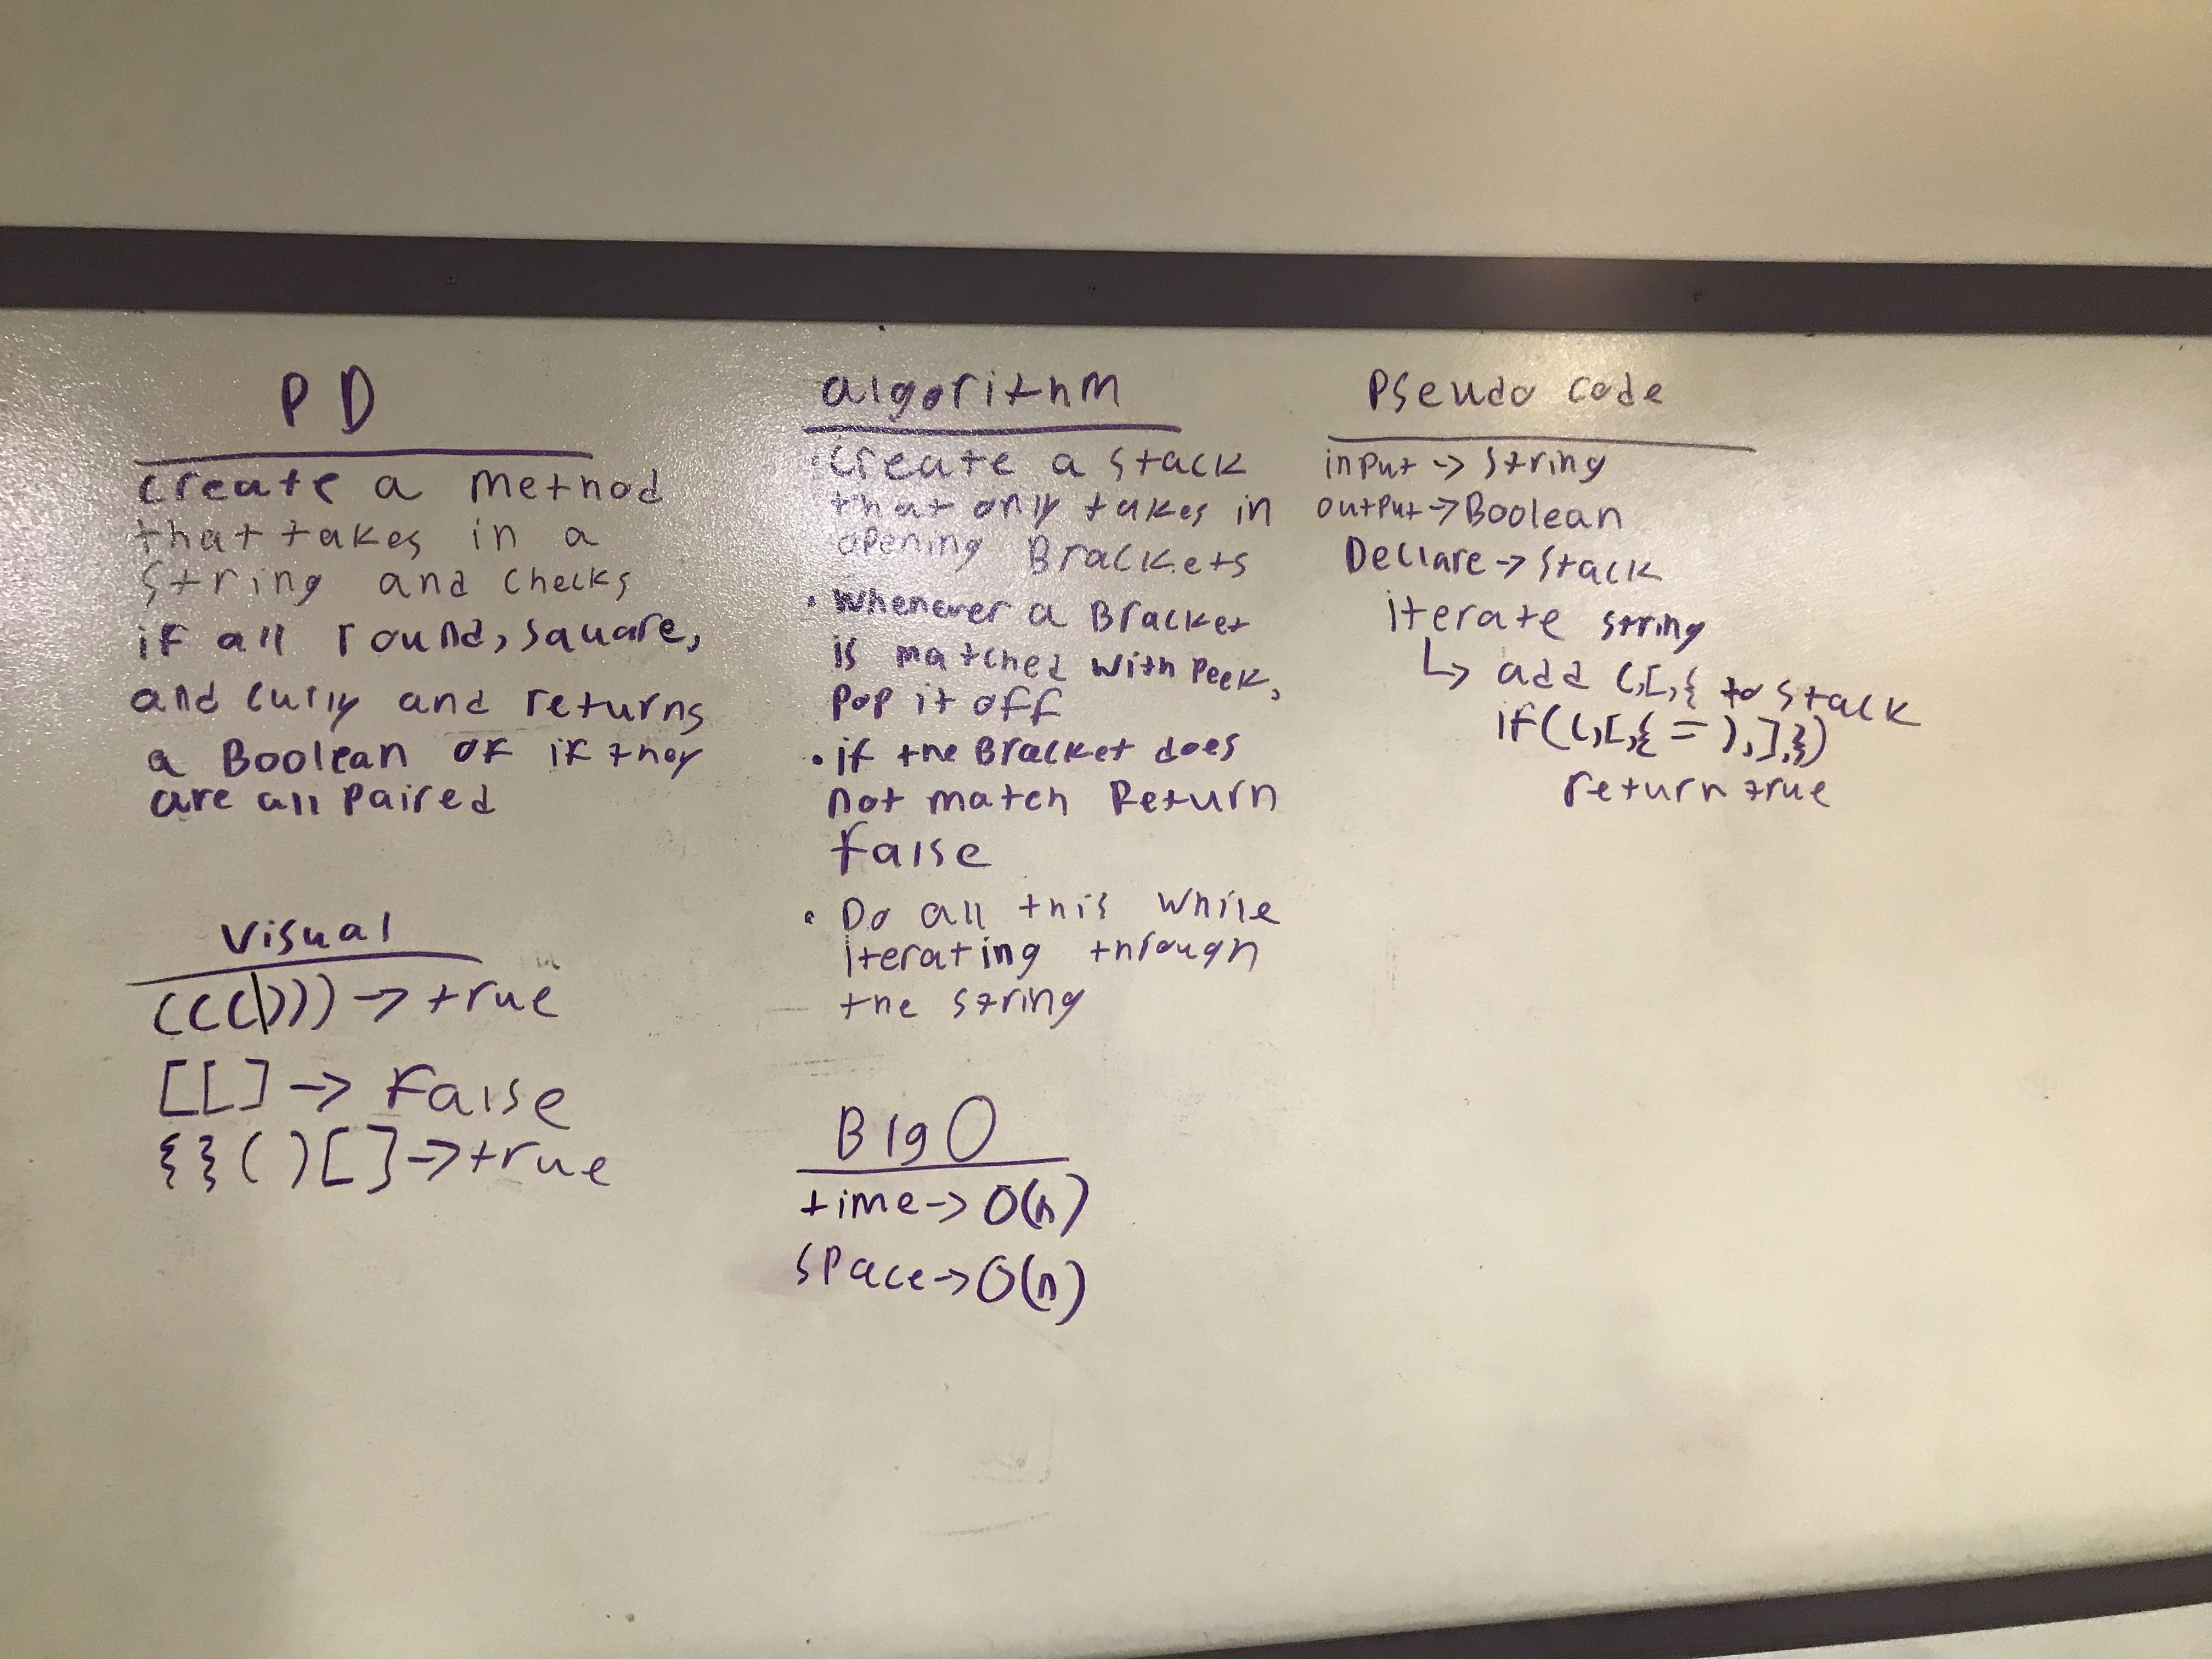 PD
create a method
that takes in a
string and checks
if all round, square,
and curly and returns
a Boolean of if they
are all paired
Visual
((()))) -> true
[[] -> False
{}()[] -> true
algorithm
create a stack
that only takes in
opening Brackets
• Whenever a Bracket
is matched with Peek,
Pop it off
• if the Bracket does
not match Return
False
• Do all this while
iterating through
the string
Big O
time -> O(n)
space -> O(n)
Pseudo code
input -> string
output -> Boolean
Declare -> Stack
iterate string
↳ add (,[,{ to stack
if((,[,{ = ),],})
return true